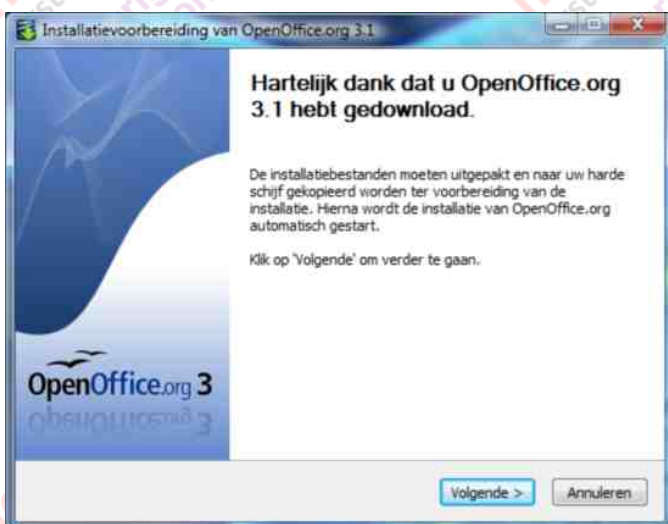 Installatievoorbereiding van OpenOffice.org 3.1
Hartelijk dank dat u OpenOffice.org
3.1 hebt gedownload.
De installatiebestanden moeten uitgepakt en naar uw harde
schijf gekopieerd worden ter voorbereiding van de
installatie. Hierna wordt de installatie van OpenOffice.org
automatisch gestart.
Klik op 'Volgende' om verder te gaan.
OpenOffice.org 3
Volgende >
Annuleren